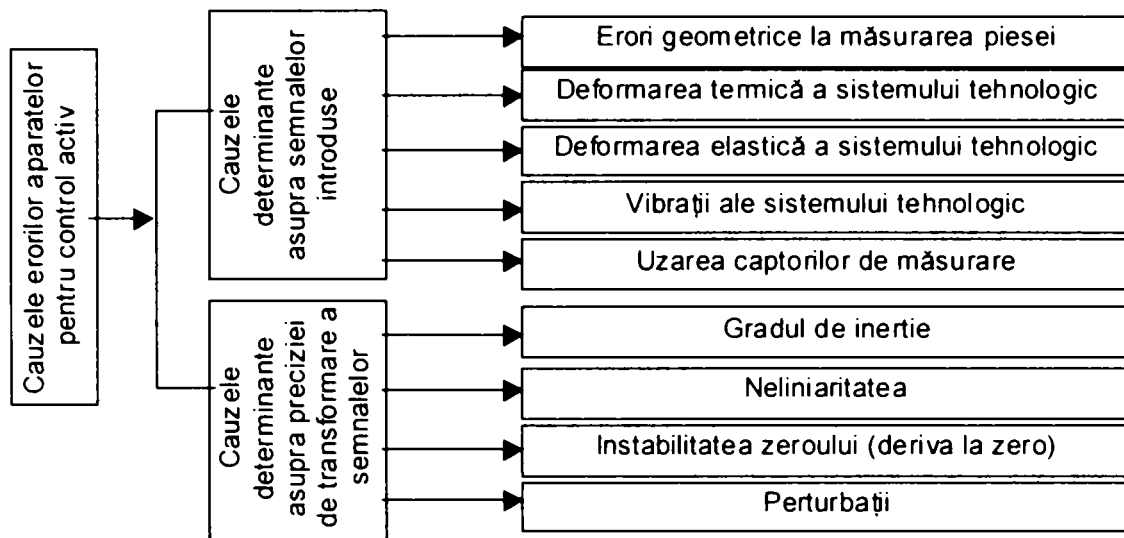 Cauzele erorilor aparatelor
pentru control activ
Cauzele
determinante
asupra semnalelor
introduse
Erori geometrice la măsurarea piesei
Deformarea termică a sistemului tehnologic
Deformarea elastică a sistemului tehnologic
Vibrații ale sistemului tehnologic
Uzarea captorilor de măsurare
Cauzele
determinante
asupra preciziei
de transformare a
semnalelor
Gradul de inertie
Neliniaritatea
Instabilitatea zeroului (deriva la zero)
Perturbații